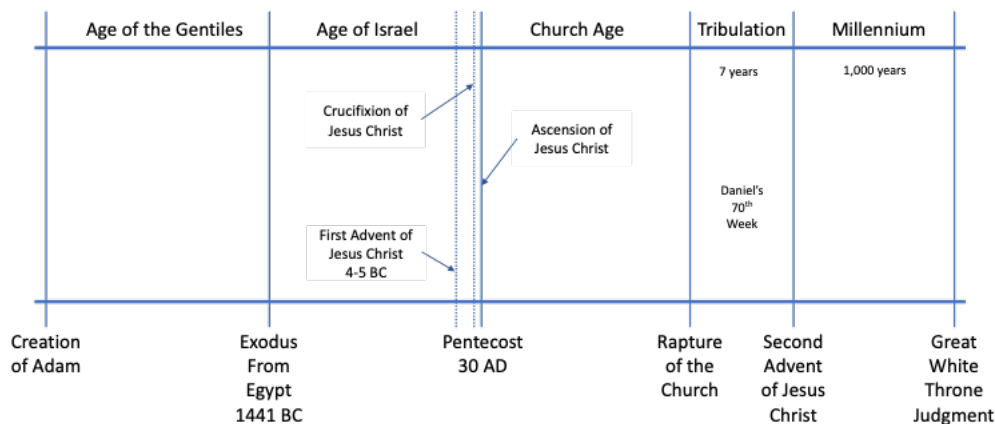 Age of the Gentiles
Age of Israel
Church Age
Tribulation
Millennium
7 years
1,000 years
Crucifixion of
Jesus Christ
Ascension of
Jesus Christ
Daniel's
70th
Week
First Advent of
Jesus Christ
4-5 BC
Creation
of Adam
Exodus
From
Egypt
1441 BC
Pentecost
30 AD
Rapture
of the
Church
Second
Advent
of Jesus
Christ
Great
White
Throne
Judgment